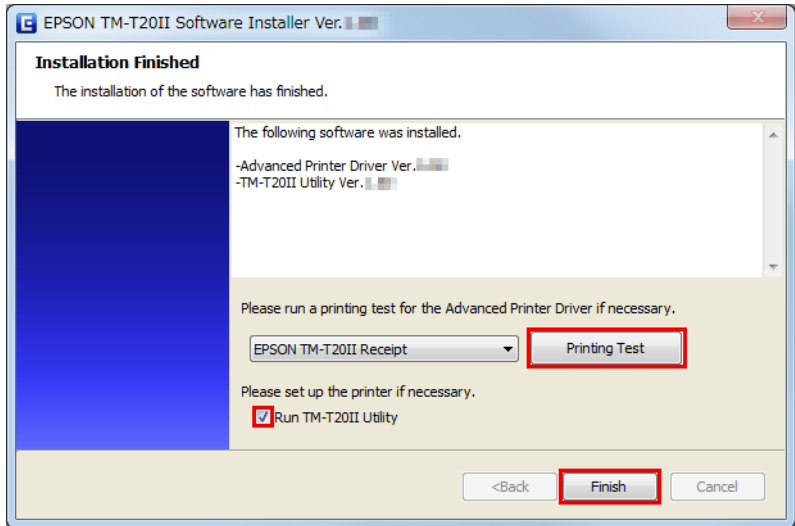 EPSON TM-T20II Software Installer Ver.
Installation Finished
The installation of the software has finished.
The following software was installed.
-Advanced Printer Driver Ver.
-TM-T20II Utility Ver.
Please run a printing test for the Advanced Printer Driver if necessary.
EPSON TM-T20II Receipt
Printing Test
Please set up the printer if necessary.
Run TM-T20II Utility
<Back
Finish
Cancel